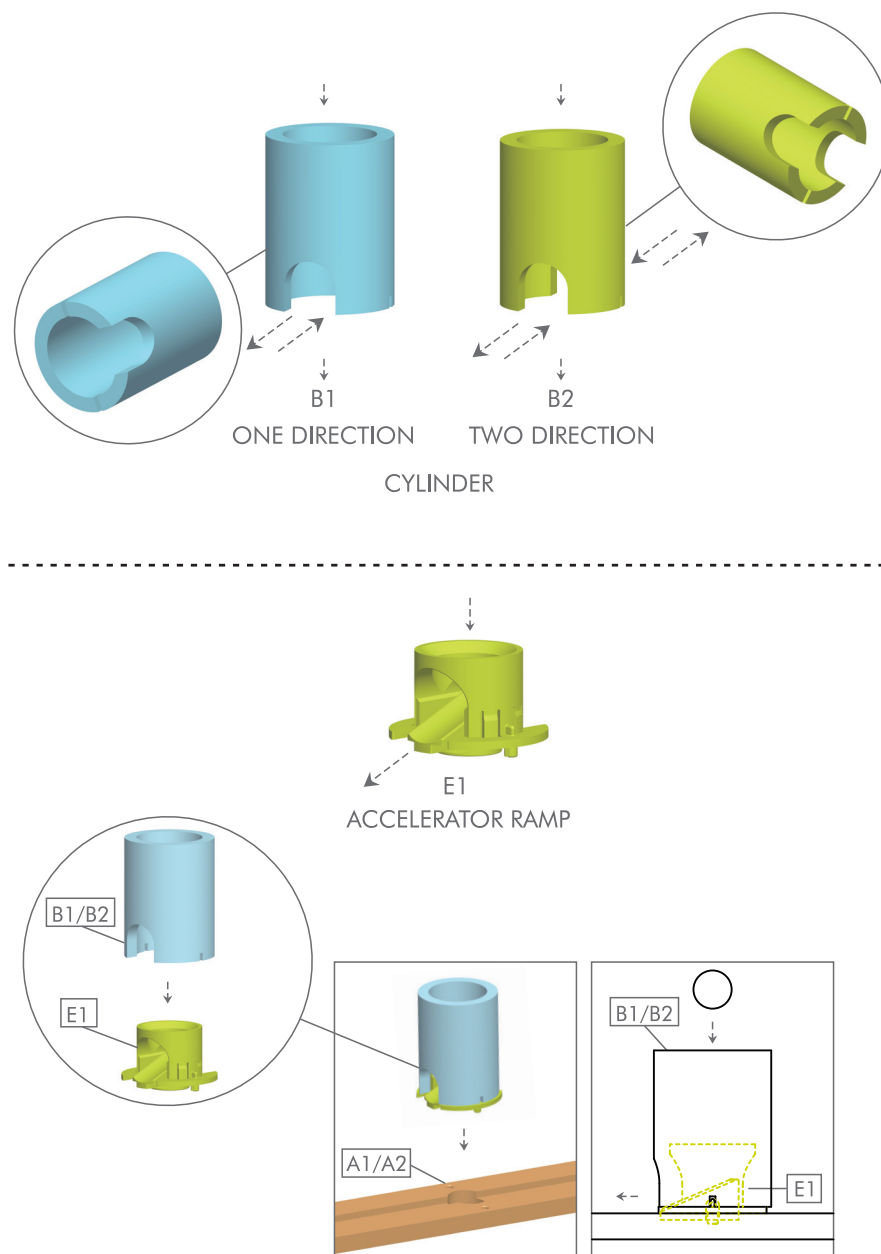 B1
B2
ONE DIRECTION
TWO DIRECTION
CYLINDER
E1
ACCELERATOR RAMP
B1/B2
E1
A1/A2
B1/B2
E1